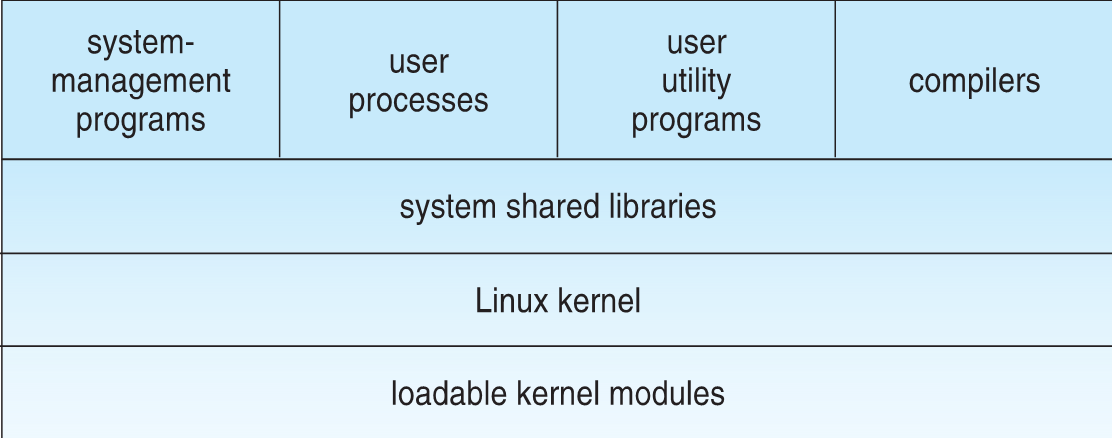 system-
management
programs
user
processes
user
utility
programs
compilers
system shared libraries
Linux kernel
loadable kernel modules